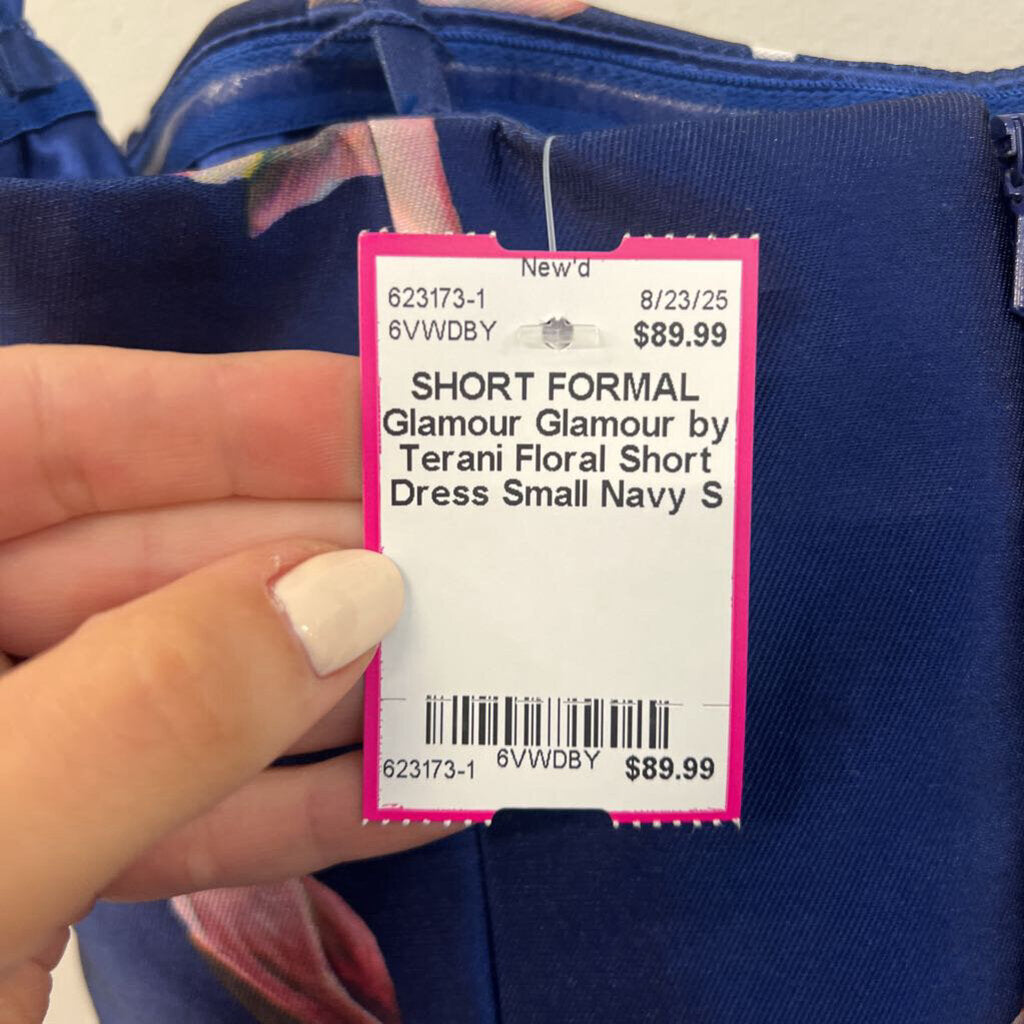 New'd
623173-1 8/23/25
6VWDBY $89.99
SHORT FORMAL
Glamour Glamour by
Terani Floral Short
Dress Small Navy S
623173-1 6VWDBY $89.99